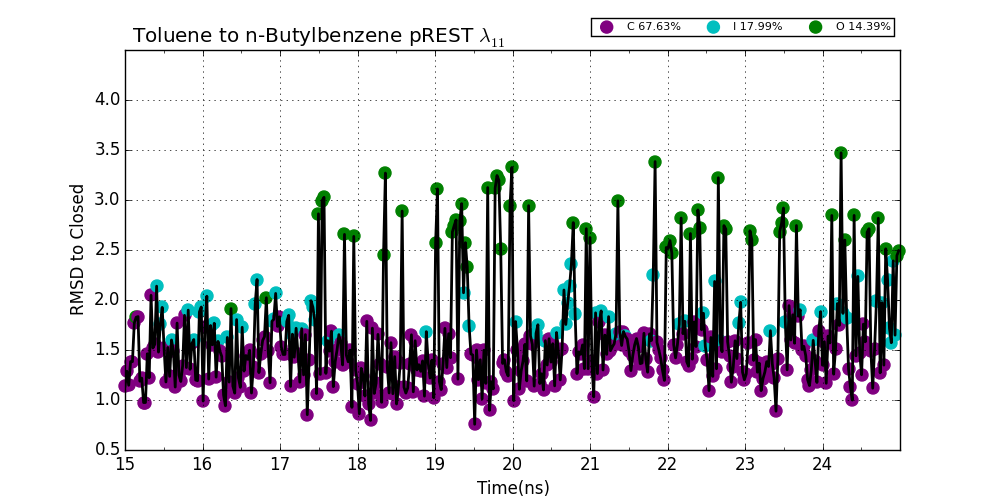 Toluene to n-Butylbenzene pREST λ₁₁
C 67.63% I 17.99% O 14.39%
RMSD to Closed
4.0
3.5
3.0
2.5
2.0
1.5
1.0
0.5
15 16 17 18 19 20 21 22 23 24
Time(ns)